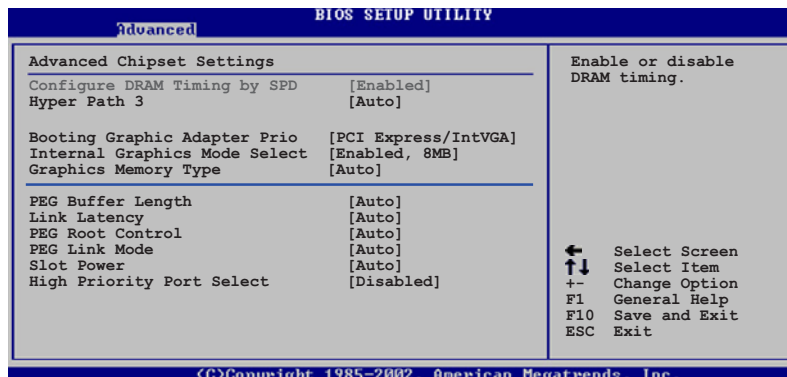 BIOS SETUP UTILITY
Advanced
Advanced Chipset Settings
Configure DRAM Timing by SPD [Enabled]
Hyper Path 3 [Auto]
Booting Graphic Adapter Prio [PCI Express/IntVGA]
Internal Graphics Mode Select [Enabled, 8MB]
Graphics Memory Type [Auto]
PEG Buffer Length [Auto]
Link Latency [Auto]
PEG Root Control [Auto]
PEG Link Mode [Auto]
Slot Power [Auto]
High Priority Port Select [Disabled]
Enable or disable
DRAM timing.
← Select Screen
↑↓ Select Item
+- Change Option
F1 General Help
F10 Save and Exit
ESC Exit
(C)Copyright 1985-2002, American Megatrends, Inc